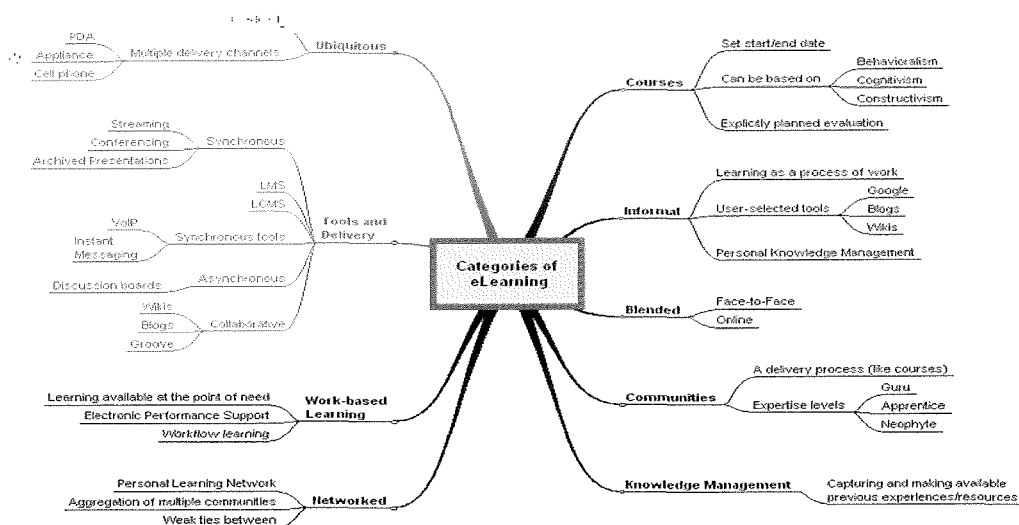 Ubiquitous
Multiple delivery channels
PDA
Appliance
Cell phone
Tools and
Delivery
Synchronous
Streaming
Conferencing
Archived Presentations
LMS
LCMS
Synchronous tools
VoIP
Instant
Messaging
Asynchronous
Discussion boards
Collaborative
Wikis
Blogs
Groove
Work-based
Learning
Learning available at the point of need
Electronic Performance Support
Workflow learning
Networked
Personal Learning Network
Aggregation of multiple communities
Weak ties between
Categories of
eLearning
Courses
Set start/end date
Can be based on
Behavioralism
Cognitivism
Constructivism
Explicitly planned evaluation
Informal
Learning as a process of work
User-selected tools
Google
Blogs
Wikis
Personal Knowledge Management
Blended
Face-to-Face
Online
Communities
A delivery process (like courses)
Expertise levels
Guru
Apprentice
Neophyte
Knowledge Management
Capturing and making available
previous experiences/resources